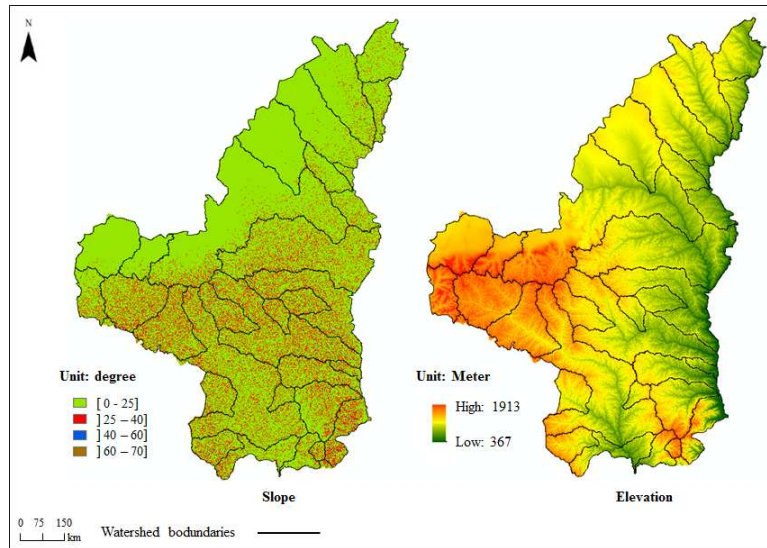 N
Unit: degree
[ 0 - 25]
] 25 – 40]
] 40 – 60]
] 60 – 70]
Slope
Unit: Meter
High: 1913
Low: 367
Elevation
0 75 150
km
Watershed bodundaries